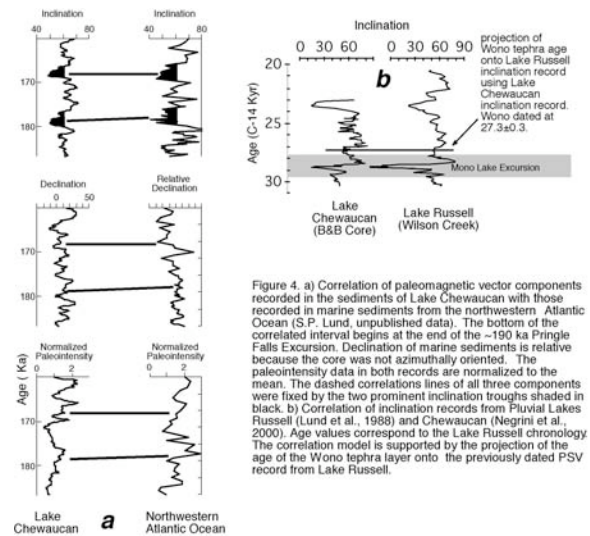 Inclination
40
80
Inclination
40
80
170
180
Declination
0
50
Relative
Declination
170
180
Normalized
Paleointensity
0
2
Normalized
Paleointensity
0
2
Age ( Ka)
170
180
Lake
Chewaucan
a
Northwestern
Atlantic Ocean
Inclination
0 30 60
0 30 60 90
b
20
25
30
Age (C-14 Kyr)
projection of
Wono tephra age
onto Lake Russell
inclination record
using Lake
Chewaucan
inclination record.
Wono dated at
27.3±0.3.
Mono Lake Excursion
Lake
Chewaucan
(B&B Core)
Lake Russell
(Wilson Creek)
Figure 4. a) Correlation of paleomagnetic vector components
recorded in the sediments of Lake Chewaucan with those
recorded in marine sediments from the northwestern Atlantic
Ocean (S.P. Lund, unpublished data). The bottom of the
correlated interval begins at the end of the ~190 ka Pringle
Falls Excursion. Declination of marine sediments is relative
because the core was not azimuthally oriented. The
paleointensity data in both records are normalized to the
mean. The dashed correlations lines of all three components
were fixed by the two prominent inclination troughs shaded in
black. b) Correlation of inclination records from Pluvial Lakes
Russell (Lund et al., 1988) and Chewaucan (Negrini et al.,
2000). Age values correspond to the Lake Russell chronology.
The correlation model is supported by the projection of the
age of the Wono tephra layer onto the previously dated PSV
record from Lake Russell.